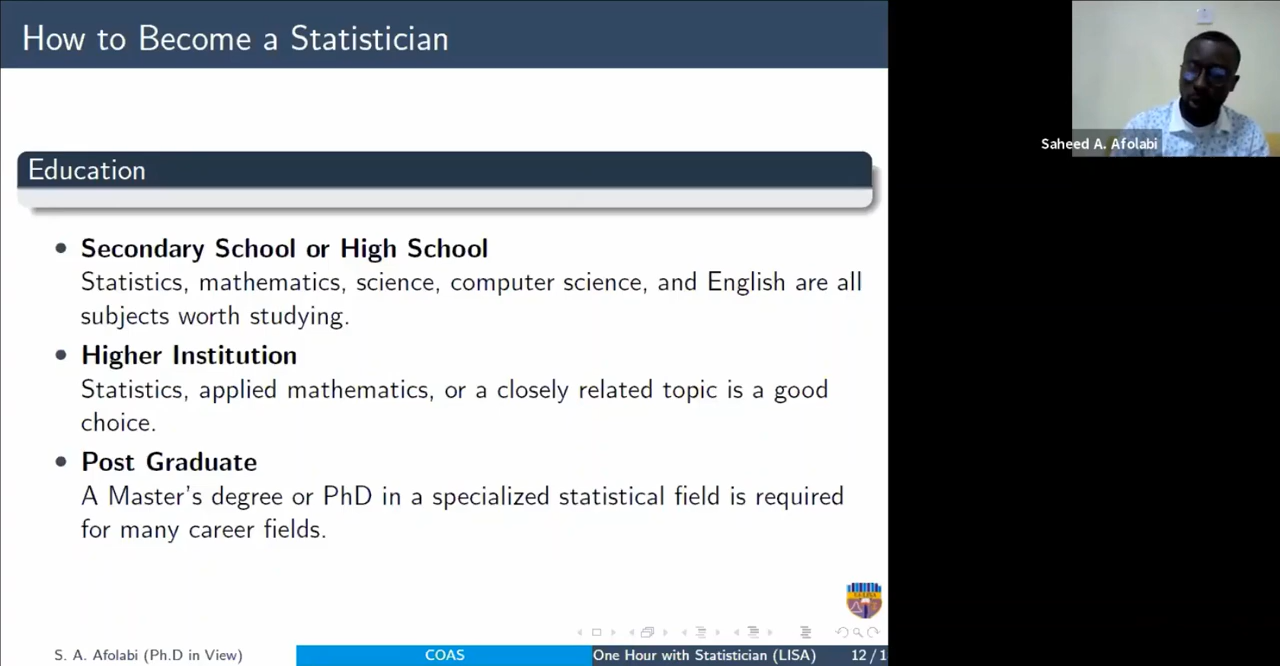 How to Become a Statistician
Saheed A. Afolabi
Education
• Secondary School or High School
Statistics, mathematics, science, computer science, and English are all
subjects worth studying.
• Higher Institution
Statistics, applied mathematics, or a closely related topic is a good
choice.
• Post Graduate
A Master's degree or PhD in a specialized statistical field is required
for many career fields.
S. A. Afolabi (Ph.D in View)
COAS
One Hour with Statistician (LISA)
12 / 1